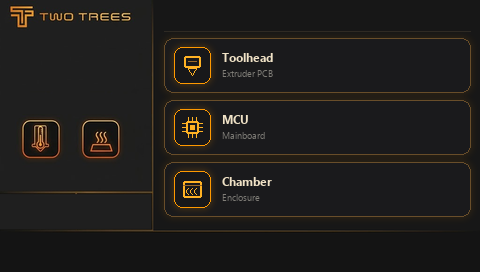 TWO TREES
Toolhead
Extruder PCB
MCU
Mainboard
Chamber
Enclosure